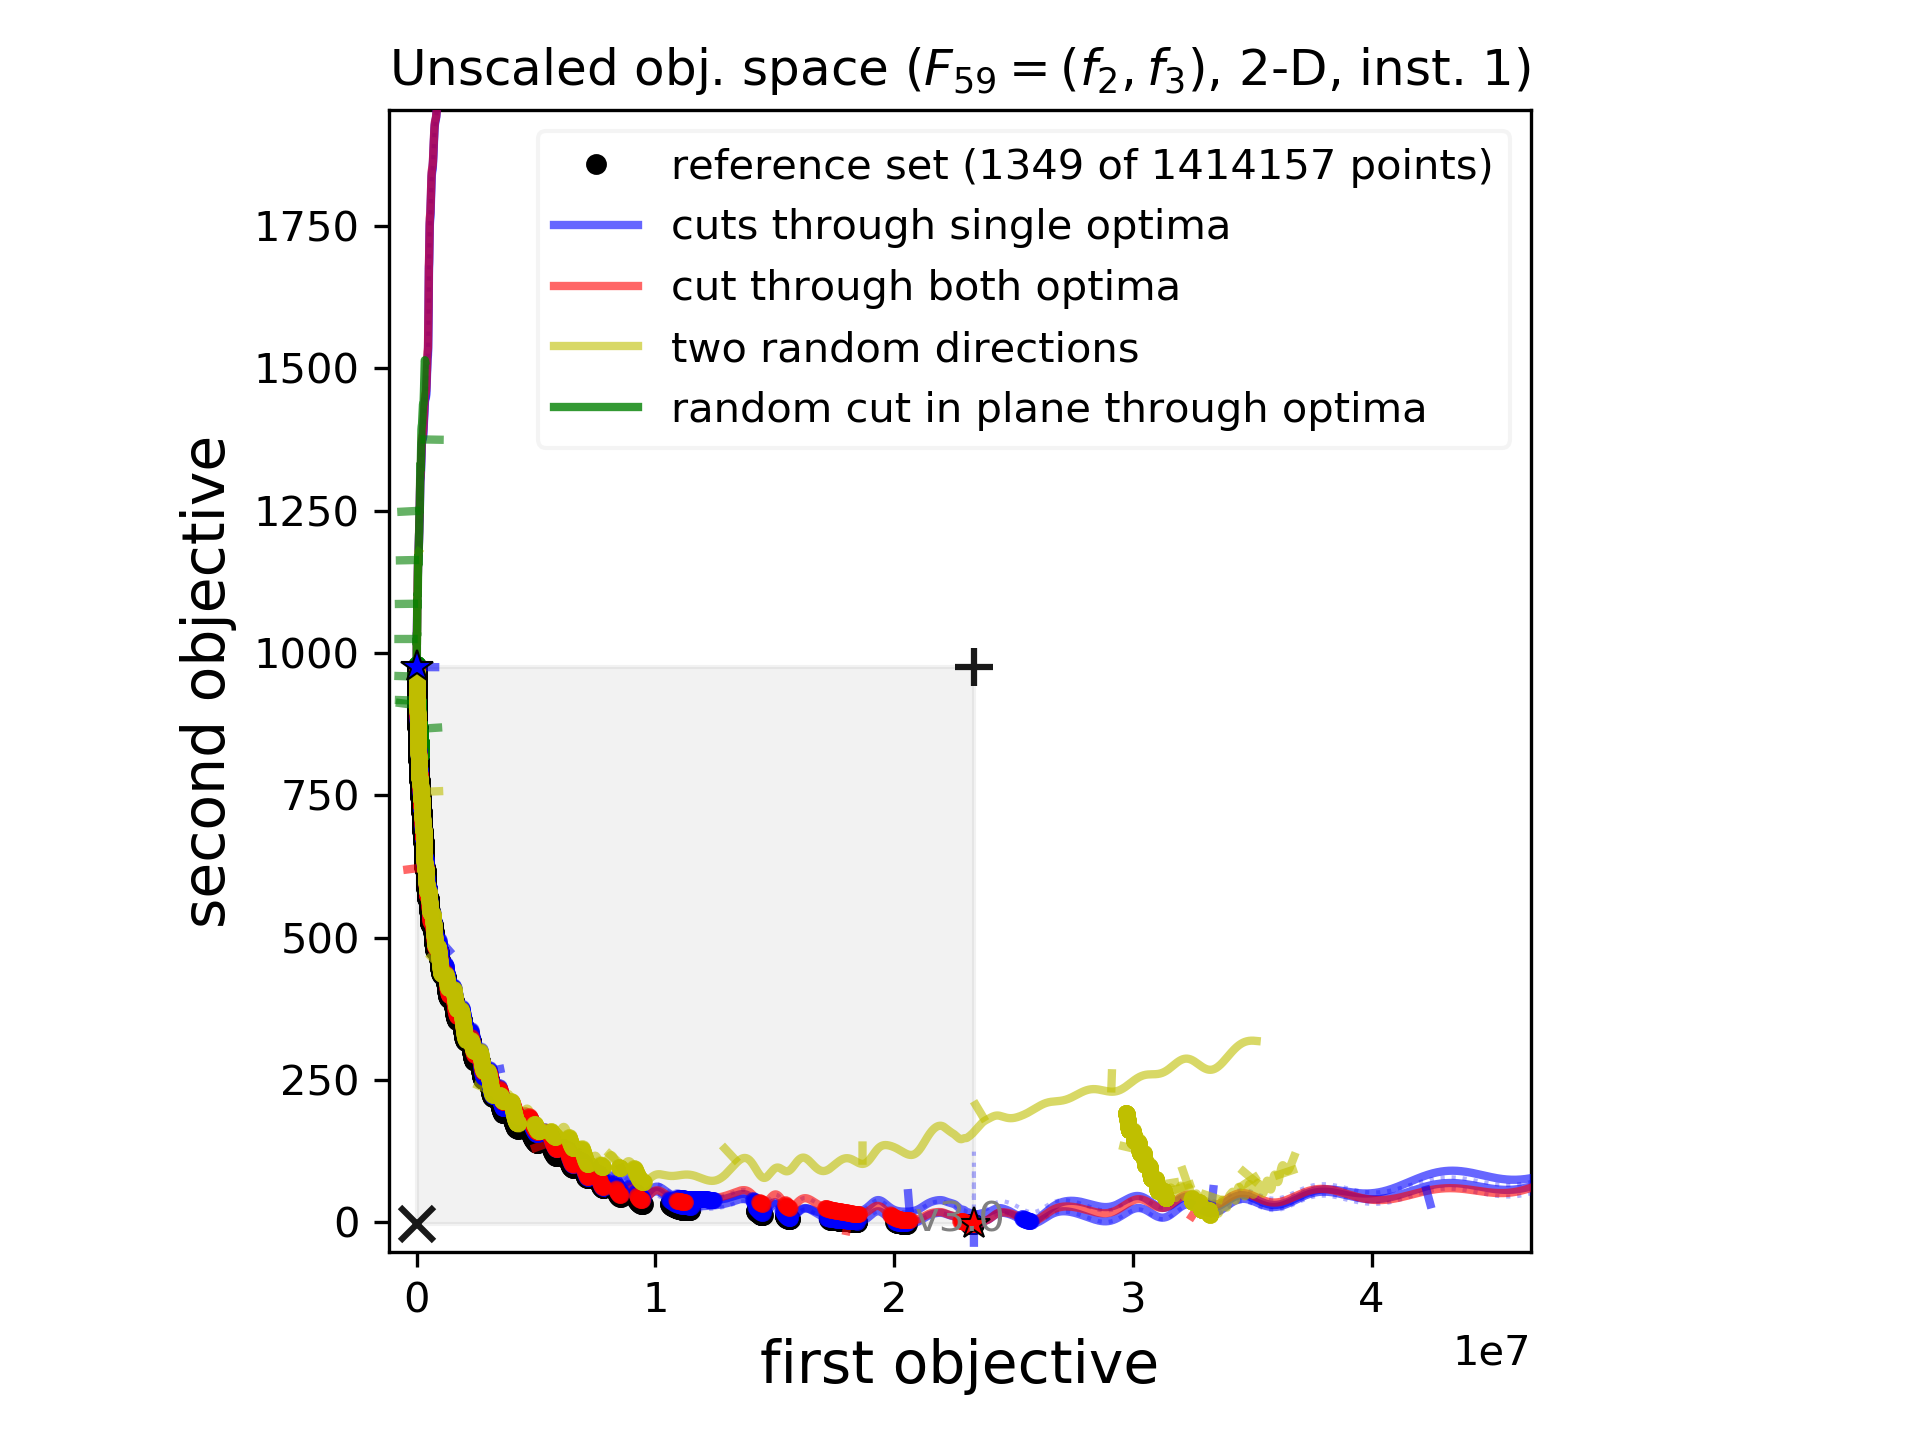 Unscaled obj. space (F₅₉ = (f₂, f₃), 2-D, inst. 1)
reference set (1349 of 1414157 points)
cuts through single optima
cut through both optima
two random directions
random cut in plane through optima
second objective
1750
1500
1250
1000
750
500
250
0
0 1 2 3 4
1e7
first objective